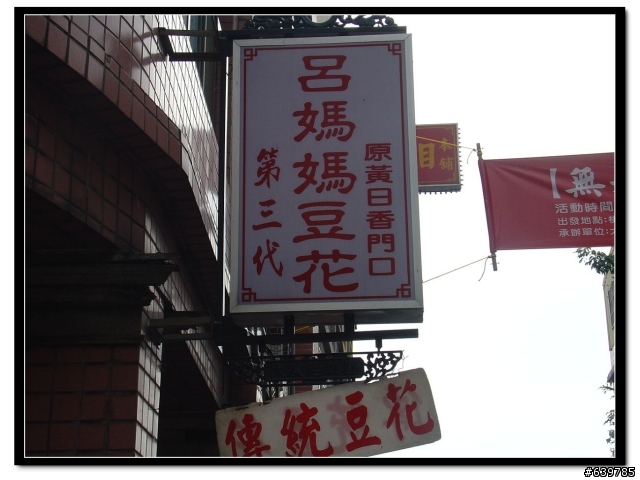 呂媽媽豆花
原黃日香門口
第三代
傳統豆花
【無
活動時間
出發地點:
承辦單位:
#639785